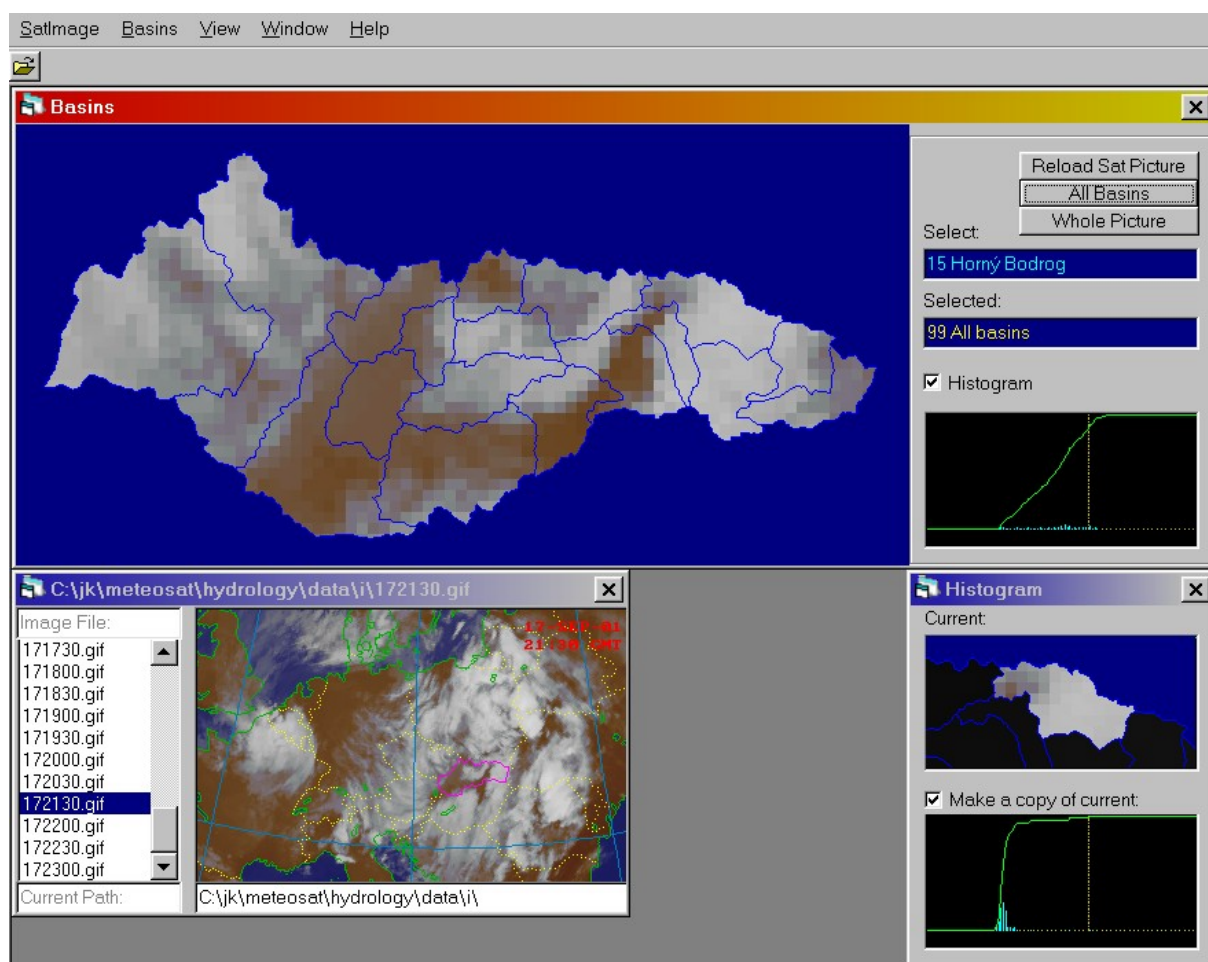 SatImage Basins View Window Help
Basins
Reload Sat Picture
All Basins
Whole Picture
Select:
15 Horný Bodrog
Selected:
99 All basins
Histogram
C:\jk\meteosat\hydrology\data\i\172130.gif
Image File:
171730.gif
171800.gif
171830.gif
171900.gif
171930.gif
172000.gif
172030.gif
172130.gif
172200.gif
172230.gif
172300.gif
Current Path:
21:30 GMT
C:\jk\meteosat\hydrology\data\i\
Histogram
Current:
Make a copy of current: